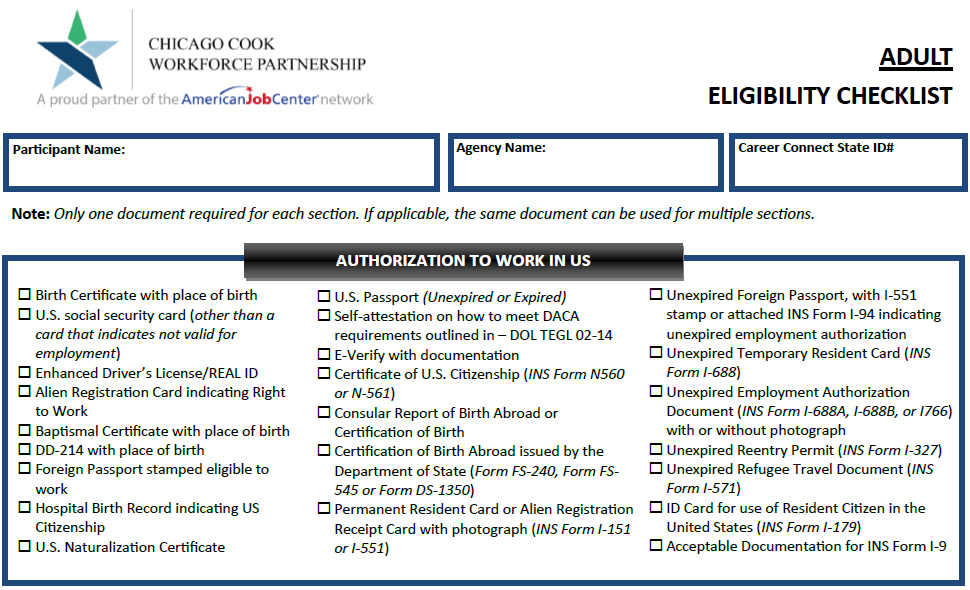 CHICAGO COOK
WORKFORCE PARTNERSHIP
A proud partner of the AmericanJobCenter® network
ADULT
ELIGIBILITY CHECKLIST
Participant Name:
Agency Name:
Career Connect State ID#
Note: Only one document required for each section. If applicable, the same document can be used for multiple sections.
AUTHORIZATION TO WORK IN US
☐ Birth Certificate with place of birth
☐ U.S. social security card (other than a
card that indicates not valid for
employment)
☐ Enhanced Driver's License/REAL ID
☐ Alien Registration Card indicating Right
to Work
☐ Baptismal Certificate with place of birth
☐ DD-214 with place of birth
☐ Foreign Passport stamped eligible to
work
☐ Hospital Birth Record indicating US
Citizenship
☐ U.S. Naturalization Certificate
☐ U.S. Passport (Unexpired or Expired)
☐ Self-attestation on how to meet DACA
requirements outlined in – DOL TEGL 02-14
☐ E-Verify with documentation
☐ Certificate of U.S. Citizenship (INS Form N560
or N-561)
☐ Consular Report of Birth Abroad or
Certification of Birth
☐ Certification of Birth Abroad issued by the
Department of State (Form FS-240, Form FS-
545 or Form DS-1350)
☐ Permanent Resident Card or Alien Registration
Receipt Card with photograph (INS Form I-151
or I-551)
☐ Unexpired Foreign Passport, with I-551
stamp or attached INS Form I-94 indicating
unexpired employment authorization
☐ Unexpired Temporary Resident Card (INS
Form I-688)
☐ Unexpired Employment Authorization
Document (INS Form I-688A, I-688B, or I766)
with or without photograph
☐ Unexpired Reentry Permit (INS Form I-327)
☐ Unexpired Refugee Travel Document (INS
Form I-571)
☐ ID Card for use of Resident Citizen in the
United States (INS Form I-179)
☐ Acceptable Documentation for INS Form I-9